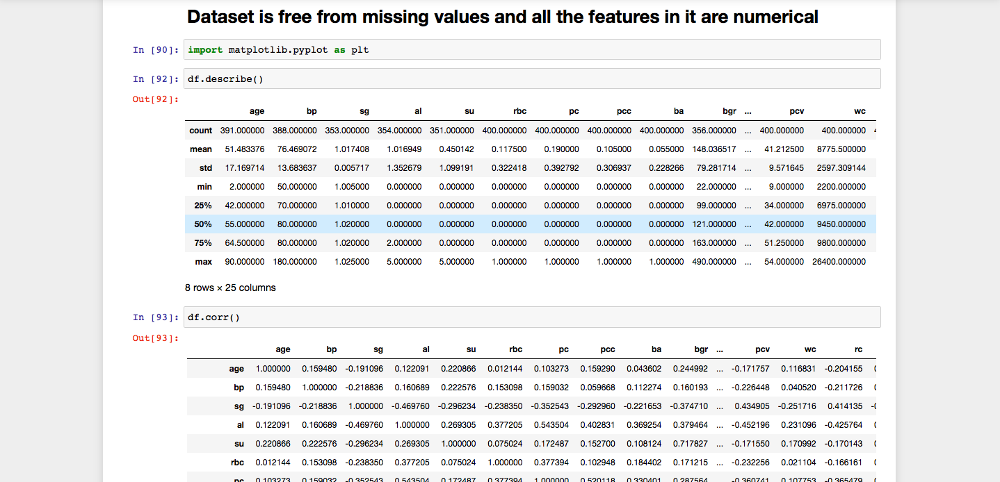 Dataset is free from missing values and all the features in it are numerical
In [90]: import matplotlib.pyplot as plt
In [92]: df.describe()
Out[92]:
age bp sg al su rbc pc pcc ba bgr ... pcv wc
count 391.000000 388.000000 353.000000 354.000000 351.000000 400.000000 400.000000 400.000000 400.000000 356.000000 ... 400.000000 400.000000
mean 51.483376 76.469072 1.017408 1.016949 0.450142 0.117500 0.190000 0.105000 0.055000 148.036517 ... 41.212500 8775.500000
std 17.169714 13.683637 0.005717 1.352679 1.099191 0.322418 0.392792 0.306937 0.228266 79.281714 ... 9.571645 2597.309144
min 2.000000 50.000000 1.005000 0.000000 0.000000 0.000000 0.000000 0.000000 0.000000 22.000000 ... 9.000000 2200.000000
25% 42.000000 70.000000 1.010000 0.000000 0.000000 0.000000 0.000000 0.000000 0.000000 99.000000 ... 34.000000 6975.000000
50% 55.000000 80.000000 1.020000 0.000000 0.000000 0.000000 0.000000 0.000000 0.000000 121.000000 ... 42.000000 9450.000000
75% 64.500000 80.000000 1.020000 2.000000 0.000000 0.000000 0.000000 0.000000 0.000000 163.000000 ... 51.250000 9800.000000
max 90.000000 180.000000 1.025000 5.000000 5.000000 1.000000 1.000000 1.000000 1.000000 490.000000 ... 54.000000 26400.000000
8 rows × 25 columns
In [93]: df.corr()
Out[93]:
age bp sg al su rbc pc pcc ba bgr ... pcv wc rc
age 1.000000 0.159480 -0.191096 0.122091 0.220866 0.012144 0.103273 0.159290 0.043602 0.244992 ... -0.171757 0.116831 -0.204155
bp 0.159480 1.000000 -0.218836 0.160689 0.222576 0.153098 0.159032 0.059668 0.112274 0.160193 ... -0.226448 0.040520 -0.211726
sg -0.191096 -0.218836 1.000000 -0.469760 -0.296234 -0.238350 -0.352543 -0.292960 -0.221653 -0.374710 ... 0.434905 -0.251716 0.414135
al 0.122091 0.160689 -0.469760 1.000000 0.269305 0.377205 0.543504 0.402831 0.369254 0.379464 ... -0.452196 0.231096 -0.425764
su 0.220866 0.222576 -0.296234 0.269305 1.000000 0.075024 0.172487 0.152700 0.108124 0.717827 ... -0.171550 0.170992 -0.170143
rbc 0.012144 0.153098 -0.238350 0.377205 0.075024 1.000000 0.377394 0.102948 0.184402 0.171215 ... -0.232256 0.021104 -0.166161
pc 0.103273 0.159032 -0.352543 0.543504 0.172487 0.377394 1.000000 0.520118 0.330401 0.287564 ... -0.360741 0.107753 -0.365479